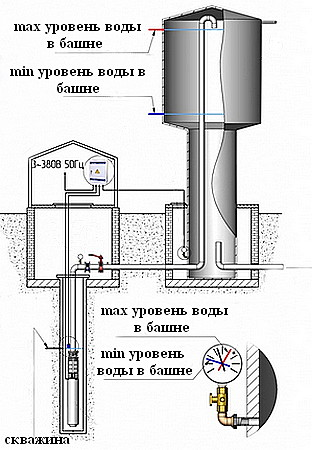 max уровень воды
в башне
min уровень воды в
башне
3~380В 50Гц
max уровень воды
в башне
min уровень
воды в башне
скважина